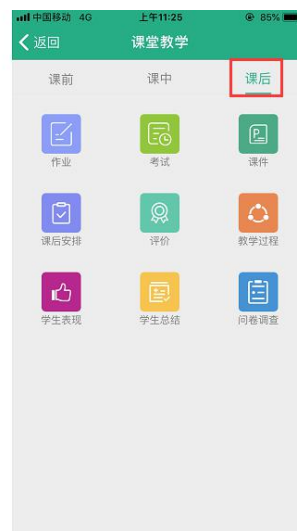 中国移动 4G 上午11:25 85%
返回 课堂教学
课前 课中 课后
作业 考试 课件
课后安排 评价 教学过程
学生表现 学生总结 问卷调查